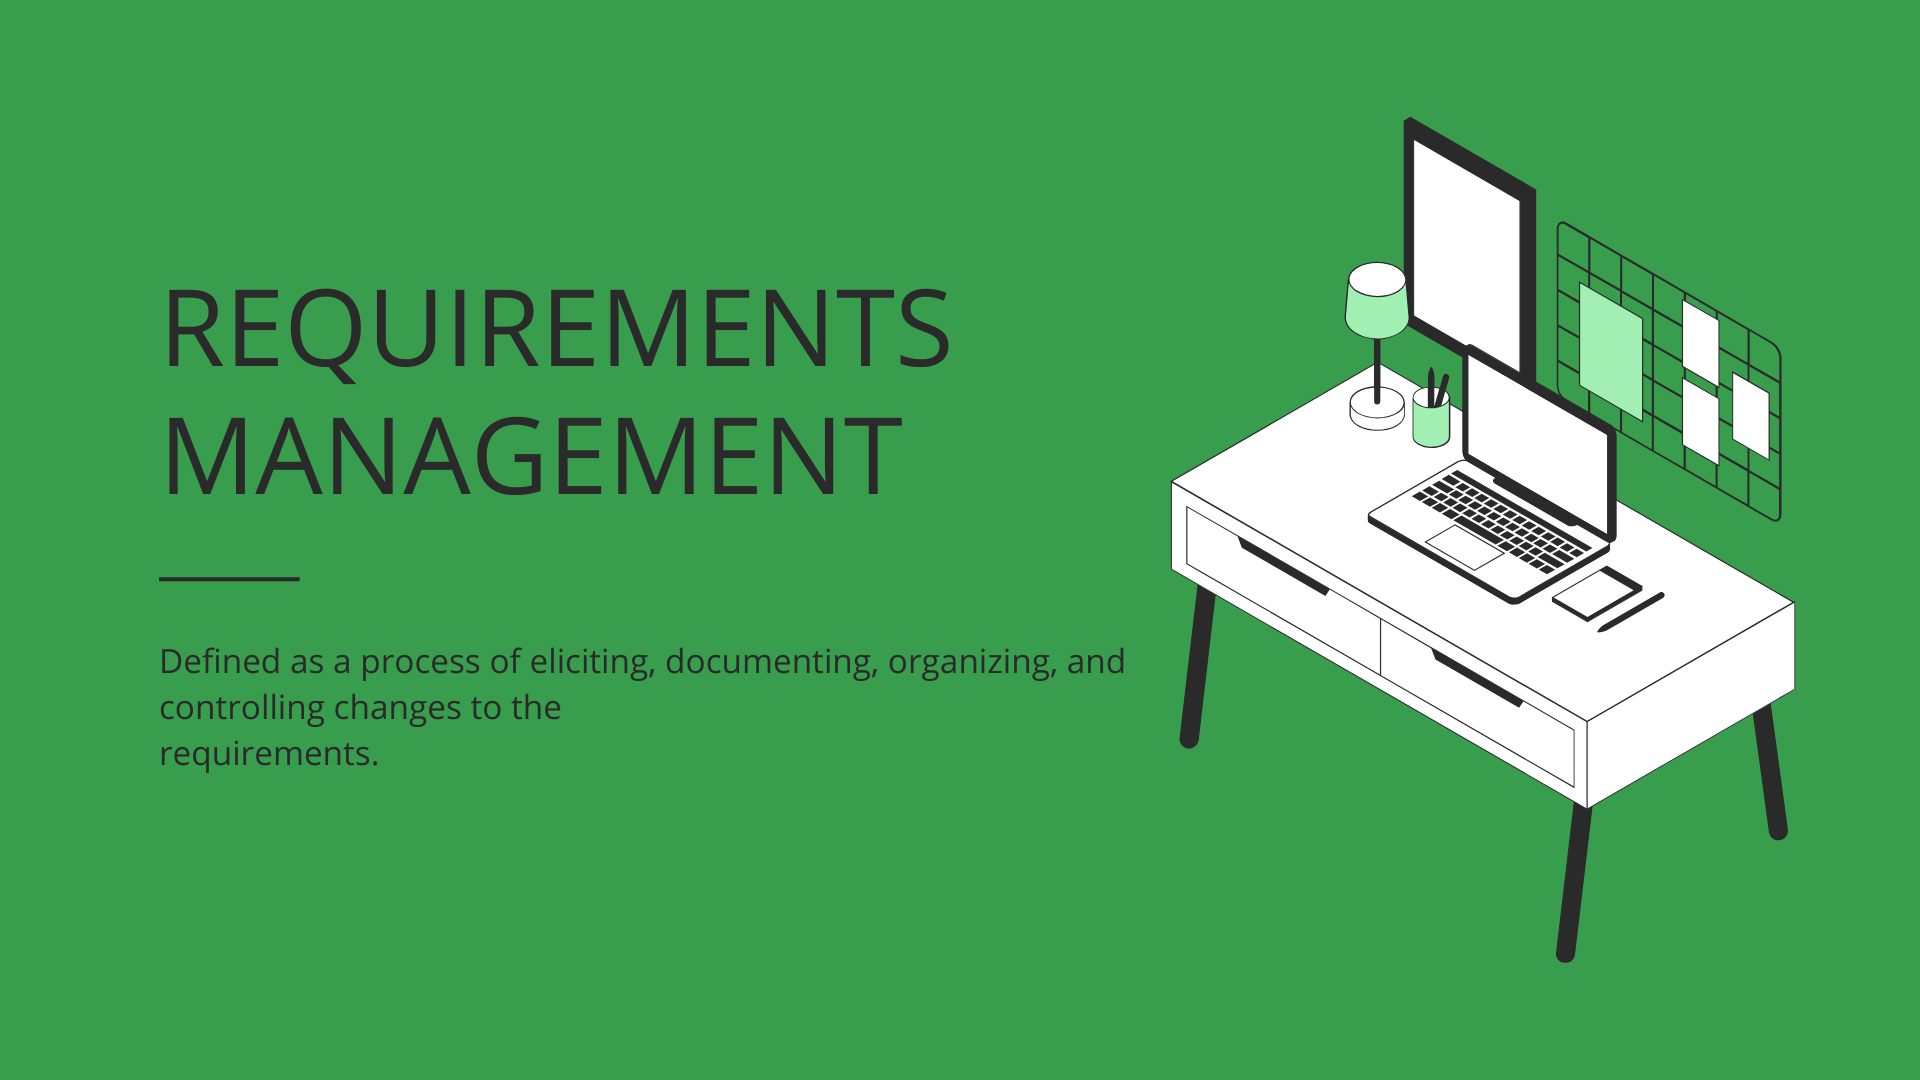 REQUIREMENTS
MANAGEMENT
Defined as a process of eliciting, documenting, organizing, and
controlling changes to the
requirements.